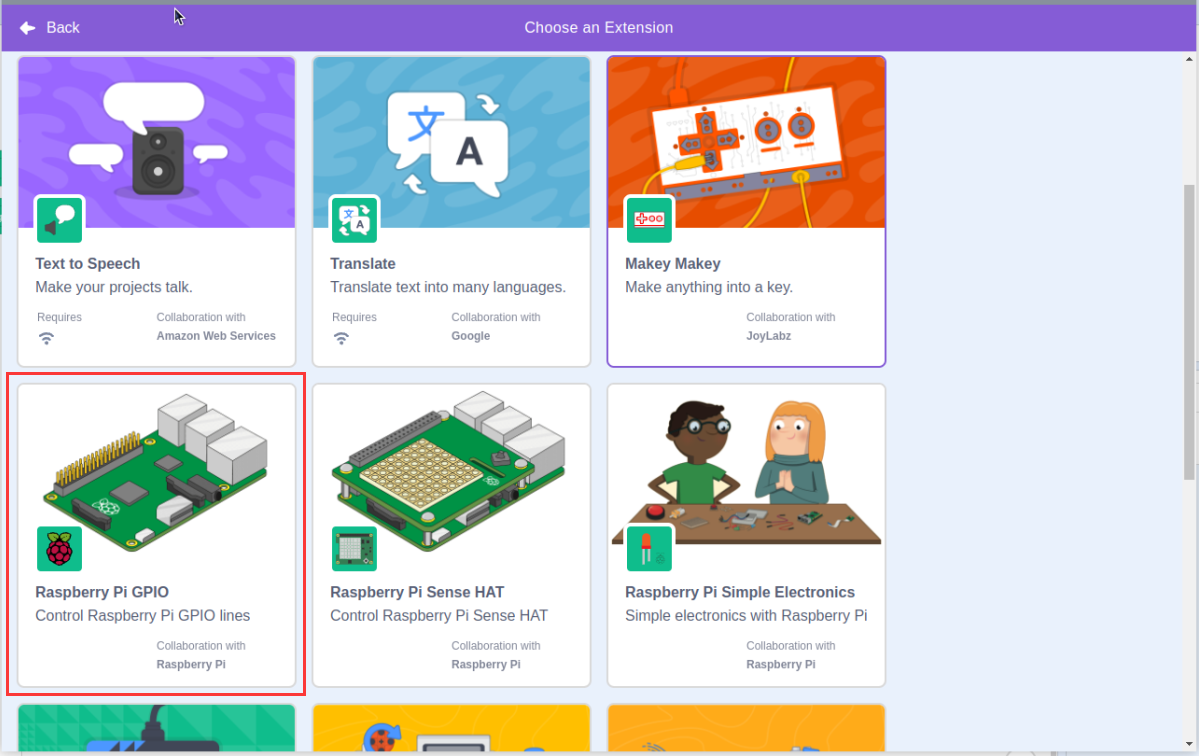 Back
Choose an Extension
文
A
文
A
Text to Speech
Make your projects talk.
Requires
Collaboration with
Amazon Web Services
Translate
Translate text into many languages.
Requires
Collaboration with
Google
Makey Makey
Make anything into a key.
Collaboration with
JoyLabz
Raspberry Pi GPIO
Control Raspberry Pi GPIO lines
Collaboration with
Raspberry Pi
Raspberry Pi Sense HAT
Control Raspberry Pi Sense HAT
Collaboration with
Raspberry Pi
Raspberry Pi Simple Electronics
Simple electronics with Raspberry Pi
Collaboration with
Raspberry Pi